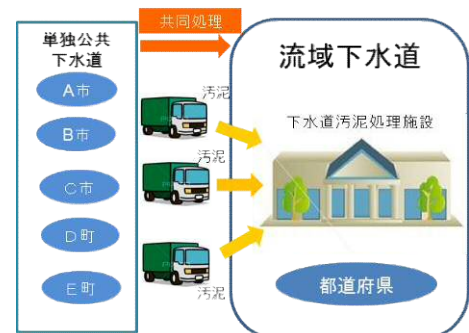 共同処理
単独公共
下水道
A市
B市
C市
D町
E町
汚泥
汚泥
汚泥
流域下水道
下水道汚泥処理施設
都道府県